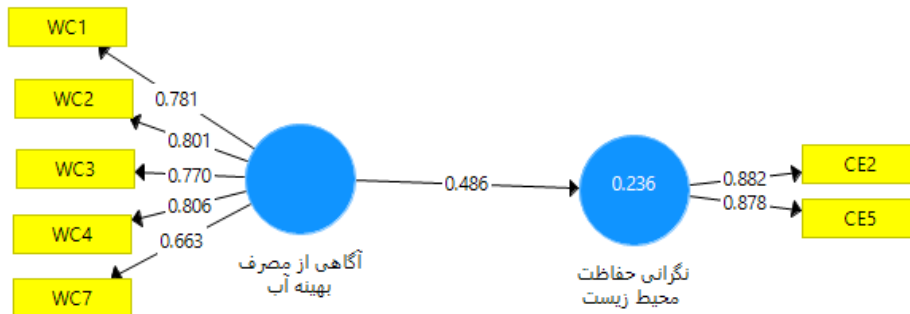 WC1
0.781
WC2
0.801
WC3
0.770
WC4
0.806
WC7
0.663
آگاهی از مصرف
بهینه آب
0.486
0.236
نگرانی حفاظت
محیط زیست
0.882
CE2
0.878
CE5